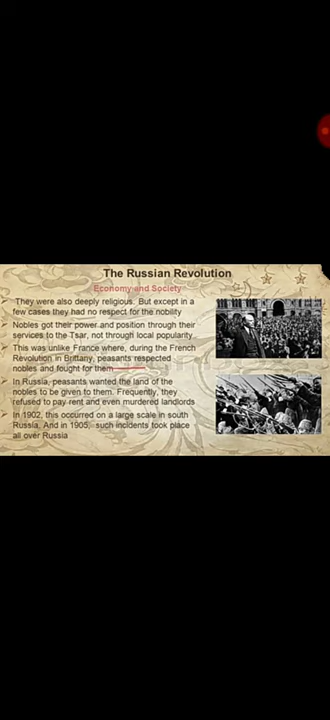 The Russian Revolution
Economy and Society
They were also deeply religious. But except in a
few cases they had no respect for the nobility
Nobles got their power and position through their
services to the Tsar, not through local popularity
This was unlike France where, during the French
Revolution in Brittany, peasants respected
nobles and fought for them
In Russia, peasants wanted the land of the
nobles to be given to them. Frequently, they
refused to pay rent and even murdered landlords
In 1902, this occurred on a large scale in south
Russia. And in 1905, such incidents took place
all over Russia